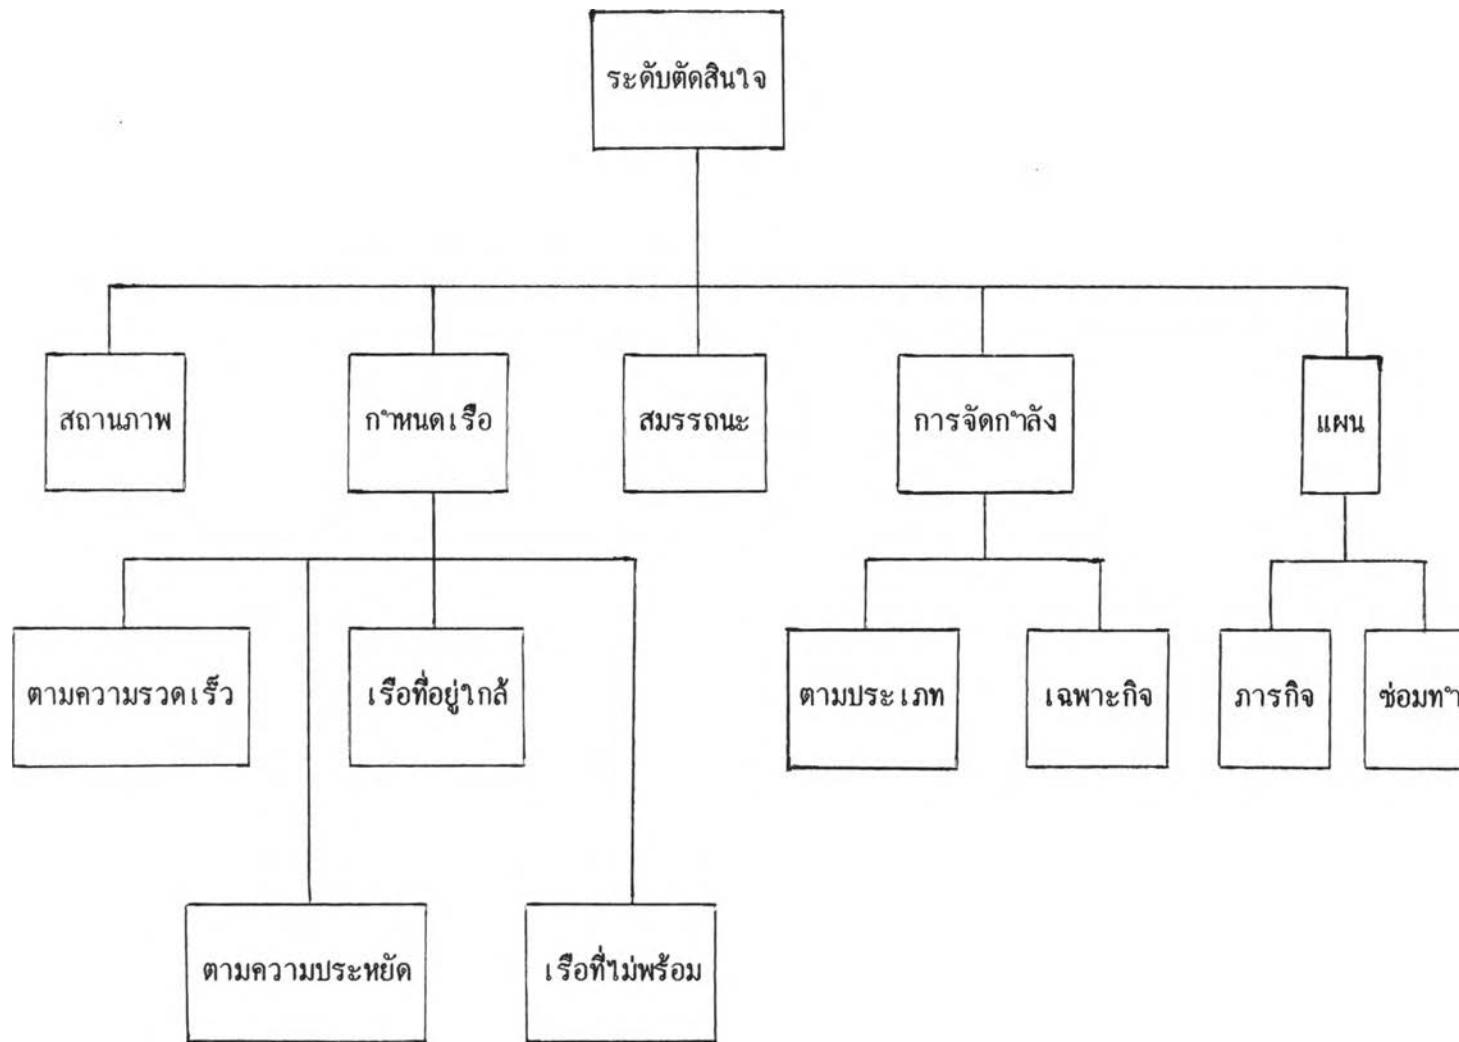 ระดับตัดสินใจ
สถานภาพ
กำหนดเรือ
สมรรถนะ
การจัดกำลัง
แผน
ตามความรวดเร็ว
เรือที่อยู่ใกล้
ตามประเภท
เฉพาะกิจ
ภารกิจ
ซ่อมทำ
ตามความประหยัด
เรือที่ไม่พร้อม